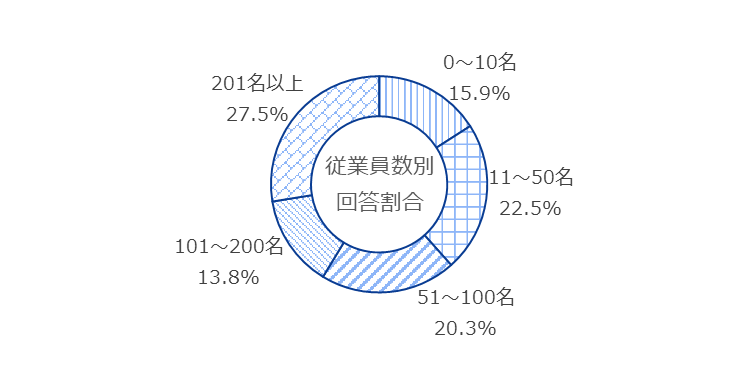 従業員数別
回答割合
0～10名
15.9%
11～50名
22.5%
51～100名
20.3%
101～200名
13.8%
201名以上
27.5%